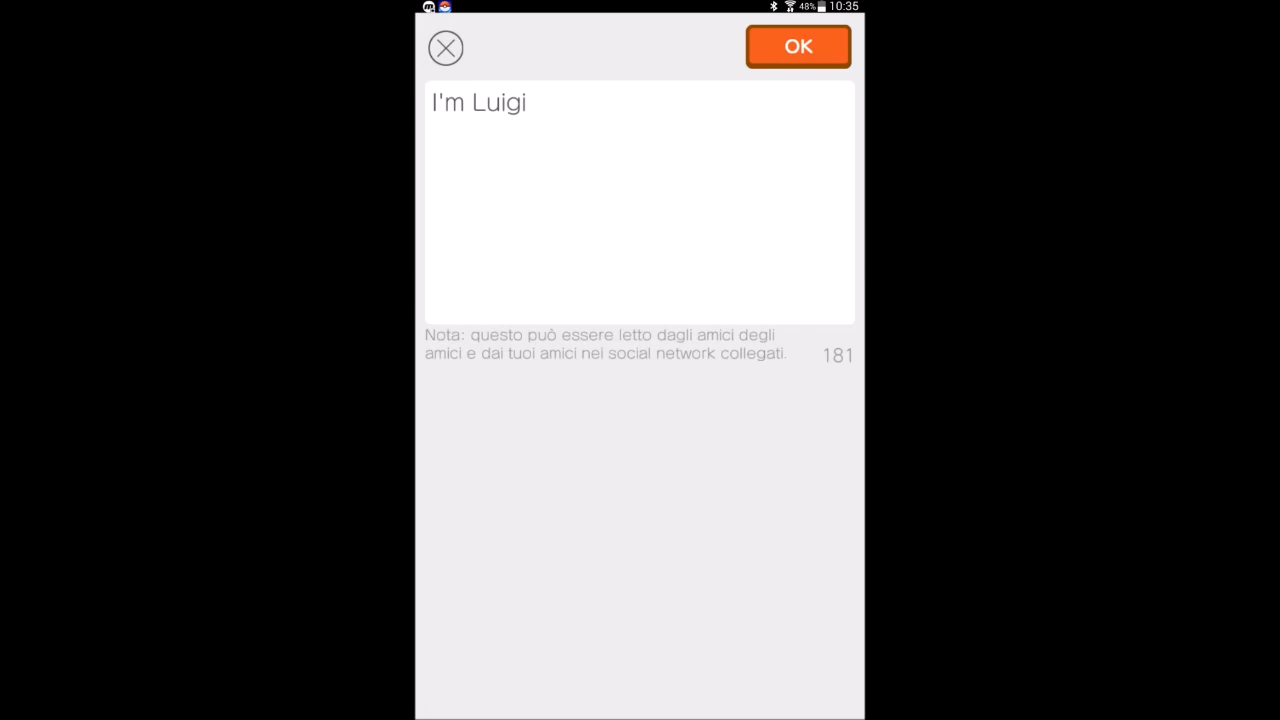 48% 10:35
OK
I'm Luigi
Nota: questo può essere letto dagli amici degli
amici e dai tuoi amici nei social network collegati.
181